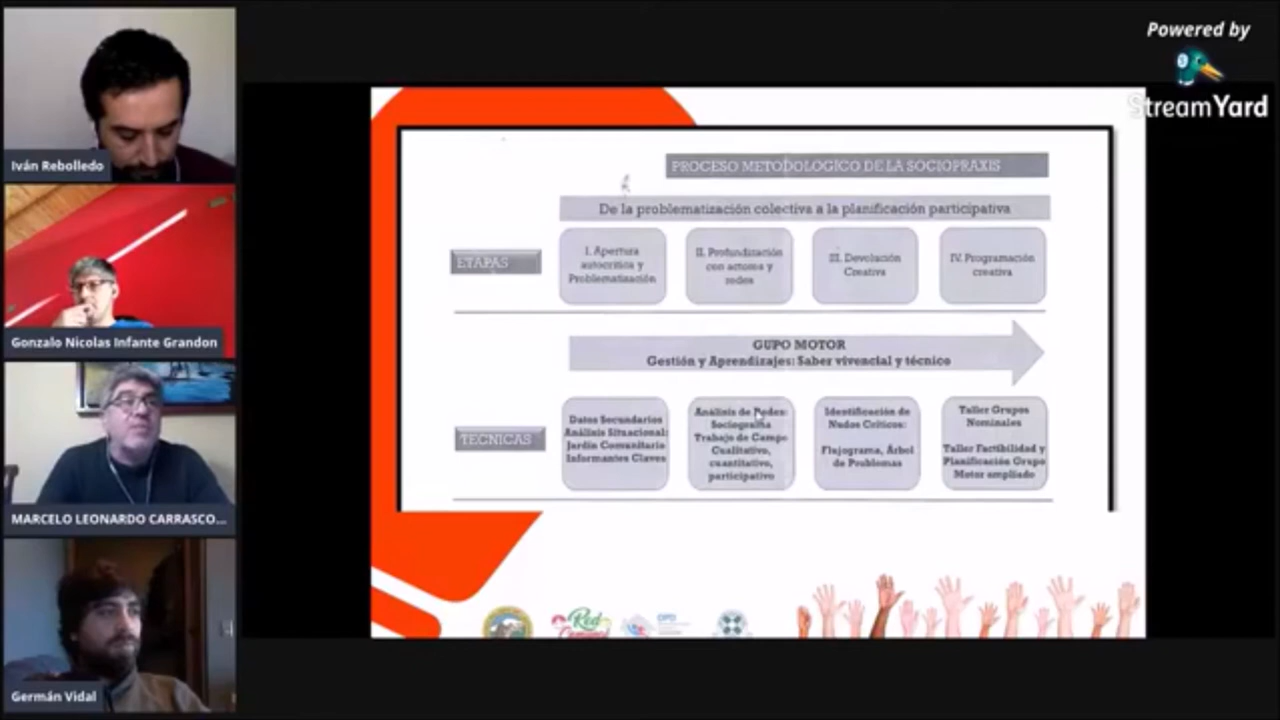 Powered by
StreamYard
Iván Rebolledo
Gonzalo Nicolas Infante Grandon
MARCELO LEONARDO CARRASCO...
Germán Vidal
PROCESO METODOLOGICO DE LA SOCIOPRAXIS
De la problematización colectiva a la planificación participativa
ETAPAS
I. Apertura
autocritica y
Problematización
II. Profundización
con actores y
redes
III. Devolución
Creativa
IV. Programación
creativa
GUPO MOTOR
Gestión y Aprendizajes: Saber vivencial y técnico
TECNICAS
Datos Secundarios
Análisis Situacional:
Jardín Comunitario
Informantes Claves
Análisis de Redes:
Sociograma
Trabajo de Campo
Cualitativo,
cuantitativo,
participativo
Identificación de
Nudos Críticos:
Flujograma, Árbol
de Problemas
Taller Grupos
Nominales
Taller Factibilidad y
Planificación Grupo
Motor ampliado
Red